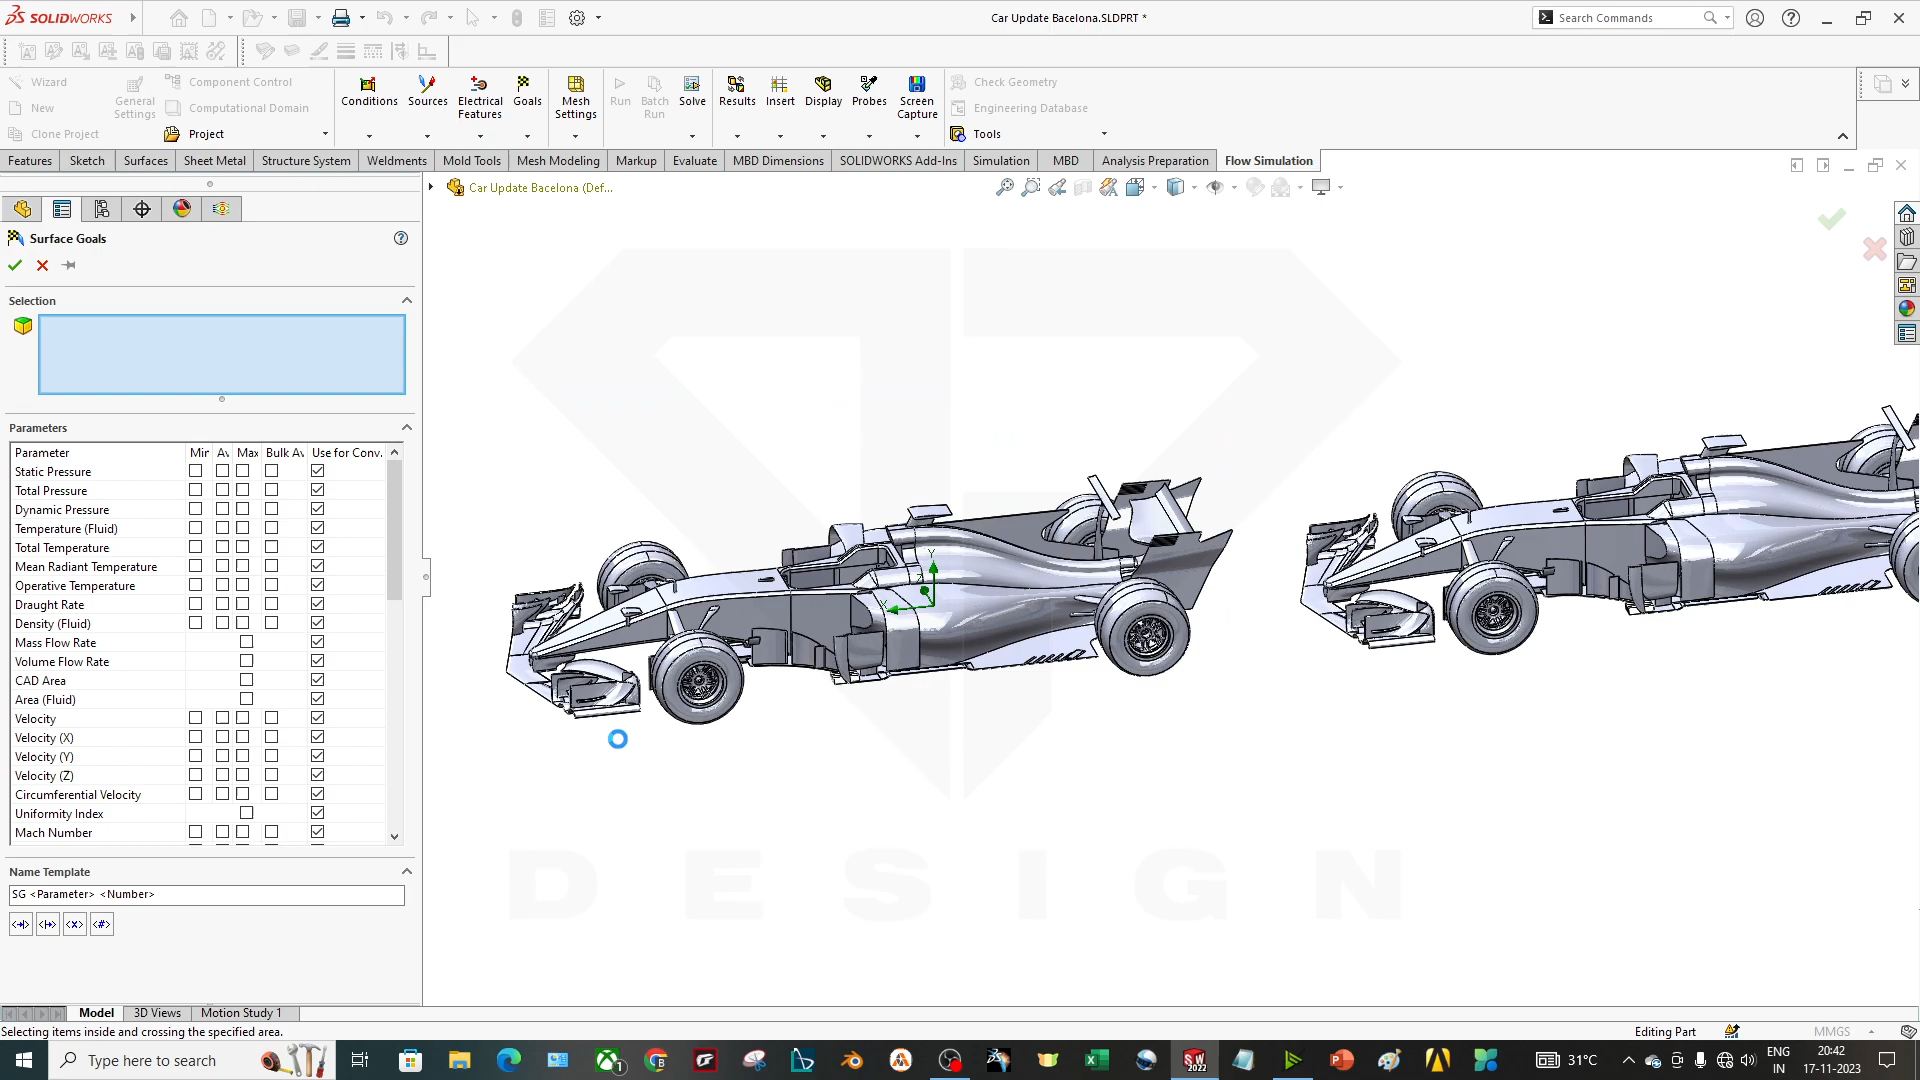 SOLIDWORKS
Car Update Bacelona.SLDPRT *
Search Commands
Wizard
New
Clone Project
General Settings
Component Control
Computational Domain
Project
Conditions
Sources
Electrical Features
Goals
Mesh Settings
Run
Batch Run
Solve
Results
Insert
Display
Probes
Screen Capture
Check Geometry
Engineering Database
Tools
Features
Sketch
Surfaces
Sheet Metal
Structure System
Weldments
Mold Tools
Mesh Modeling
Markup
Evaluate
MBD Dimensions
SOLIDWORKS Add-Ins
Simulation
MBD
Analysis Preparation
Flow Simulation
Car Update Bacelona (Def...
Surface Goals
Selection
Parameters
Parameter Mir Av Max Bulk Av Use for Conv.
Static Pressure
Total Pressure
Dynamic Pressure
Temperature (Fluid)
Total Temperature
Mean Radiant Temperature
Operative Temperature
Draught Rate
Density (Fluid)
Mass Flow Rate
Volume Flow Rate
CAD Area
Area (Fluid)
Velocity
Velocity (X)
Velocity (Y)
Velocity (Z)
Circumferential Velocity
Uniformity Index
Mach Number
Name Template
SG <Parameter> <Number>
Y
DESIGN
Model
3D Views
Motion Study 1
Selecting items inside and crossing the specified area.
Editing Part
MMGS
Type here to search
31°C
ENG
IN
20:42
17-11-2023